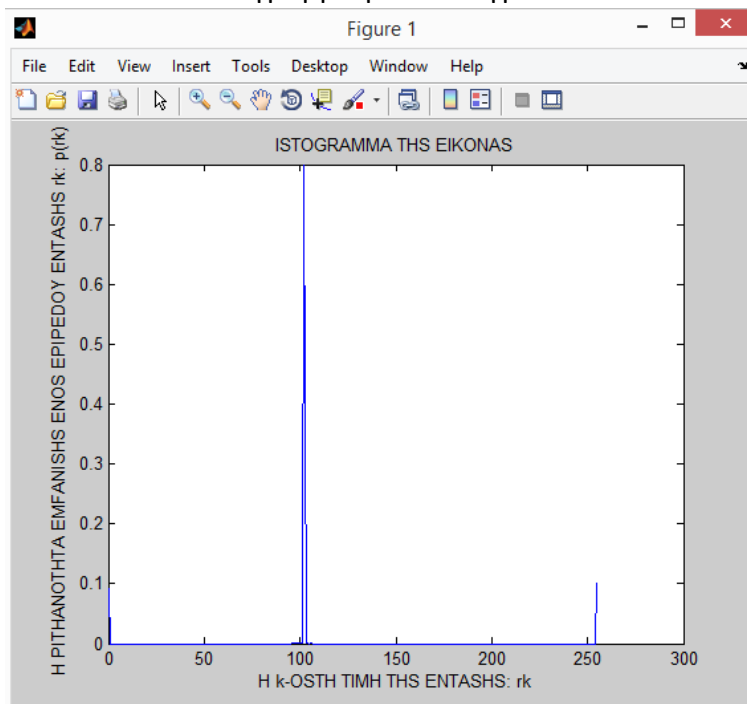 Figure 1
File Edit View Insert Tools Desktop Window Help
ISTOGRAMMA THS EIKONAS
H PITHANOTHTA EMFANISHS ENOS EPIPEDOY ENTASHS rk: p(rk)
0.8
0.7
0.6
0.5
0.4
0.3
0.2
0.1
0
0 50 100 150 200 250 300
H k-OSTH TIMH THS ENTASHS: rk